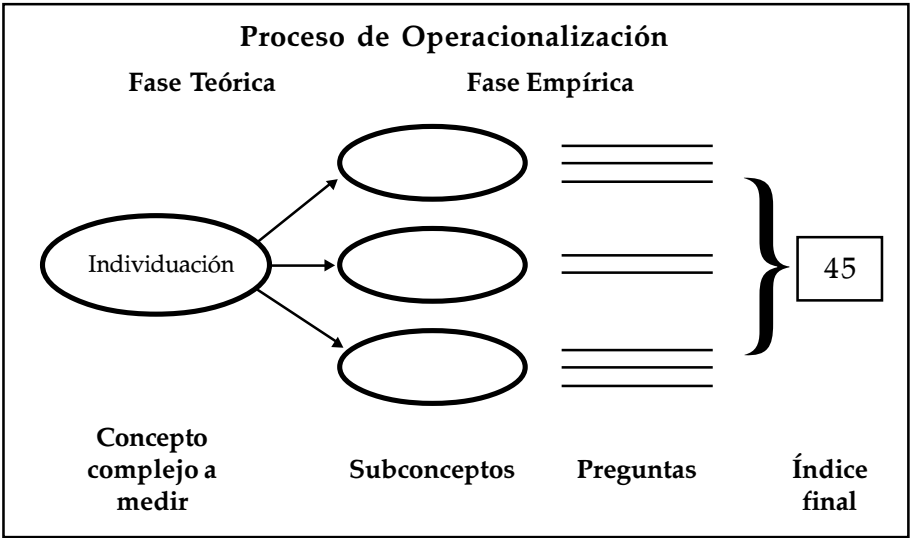 Proceso de Operacionalización
Fase Teórica
Fase Empírica
Individuación
45
Concepto
complejo a
medir
Subconceptos
Preguntas
Índice
final